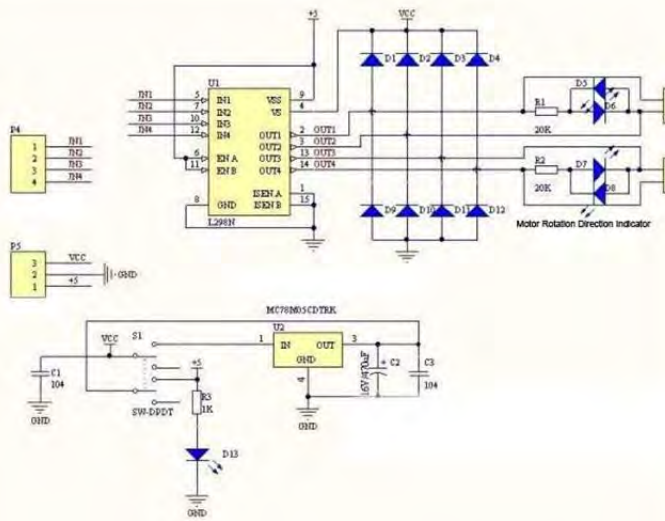 +5
VCC
D1 D2 D3 D4
D5
D6
U1
IN1 5 IN1 VSS 9
IN2 7 IN2 VS 4
IN3 10 IN3
IN4 12 IN4 OUT1 2 OUT1
OUT2 3 OUT2
OUT3 13 OUT3
OUT4 14 OUT4
6 EN A
11 EN B
ISEN A 1
8 GND ISEN B 15
L298N
R1
20K
R2
20K
D7
D8
D9 D10 D11 D12
Motor Rotation Direction Indicator
P4
1 IN1
2 IN2
3 IN3
4 IN4
P5
3 VCC
2 GND
1 +5
MC78M05CDTRK
U2
1 IN OUT 3
GND
4
VCC
S1
+5
C1
104
GND
SW-DPDT
R3
1K
D13
GND
GND
+ C2
16V/470uF
C3
104